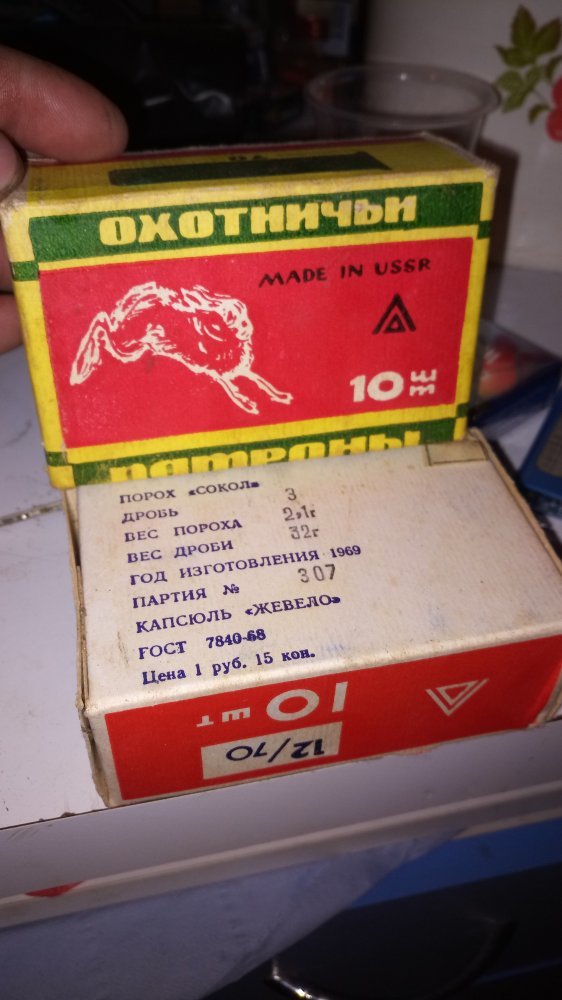 ОХОТНИЧЬИ
MADE IN USSR
10 шт
ПАТРОНЫ
ПОРОХ «СОКОЛ»
ДРОБЬ 3
ВЕС ПОРОХА 2,1г
ВЕС ДРОБИ 32г
ГОД ИЗГОТОВЛЕНИЯ 1969
ПАРТИЯ № 307
КАПСЮЛЬ «ЖЕВЕЛО»
ГОСТ 7840-68
Цена 1 руб. 15 коп.
10 шт
12/70